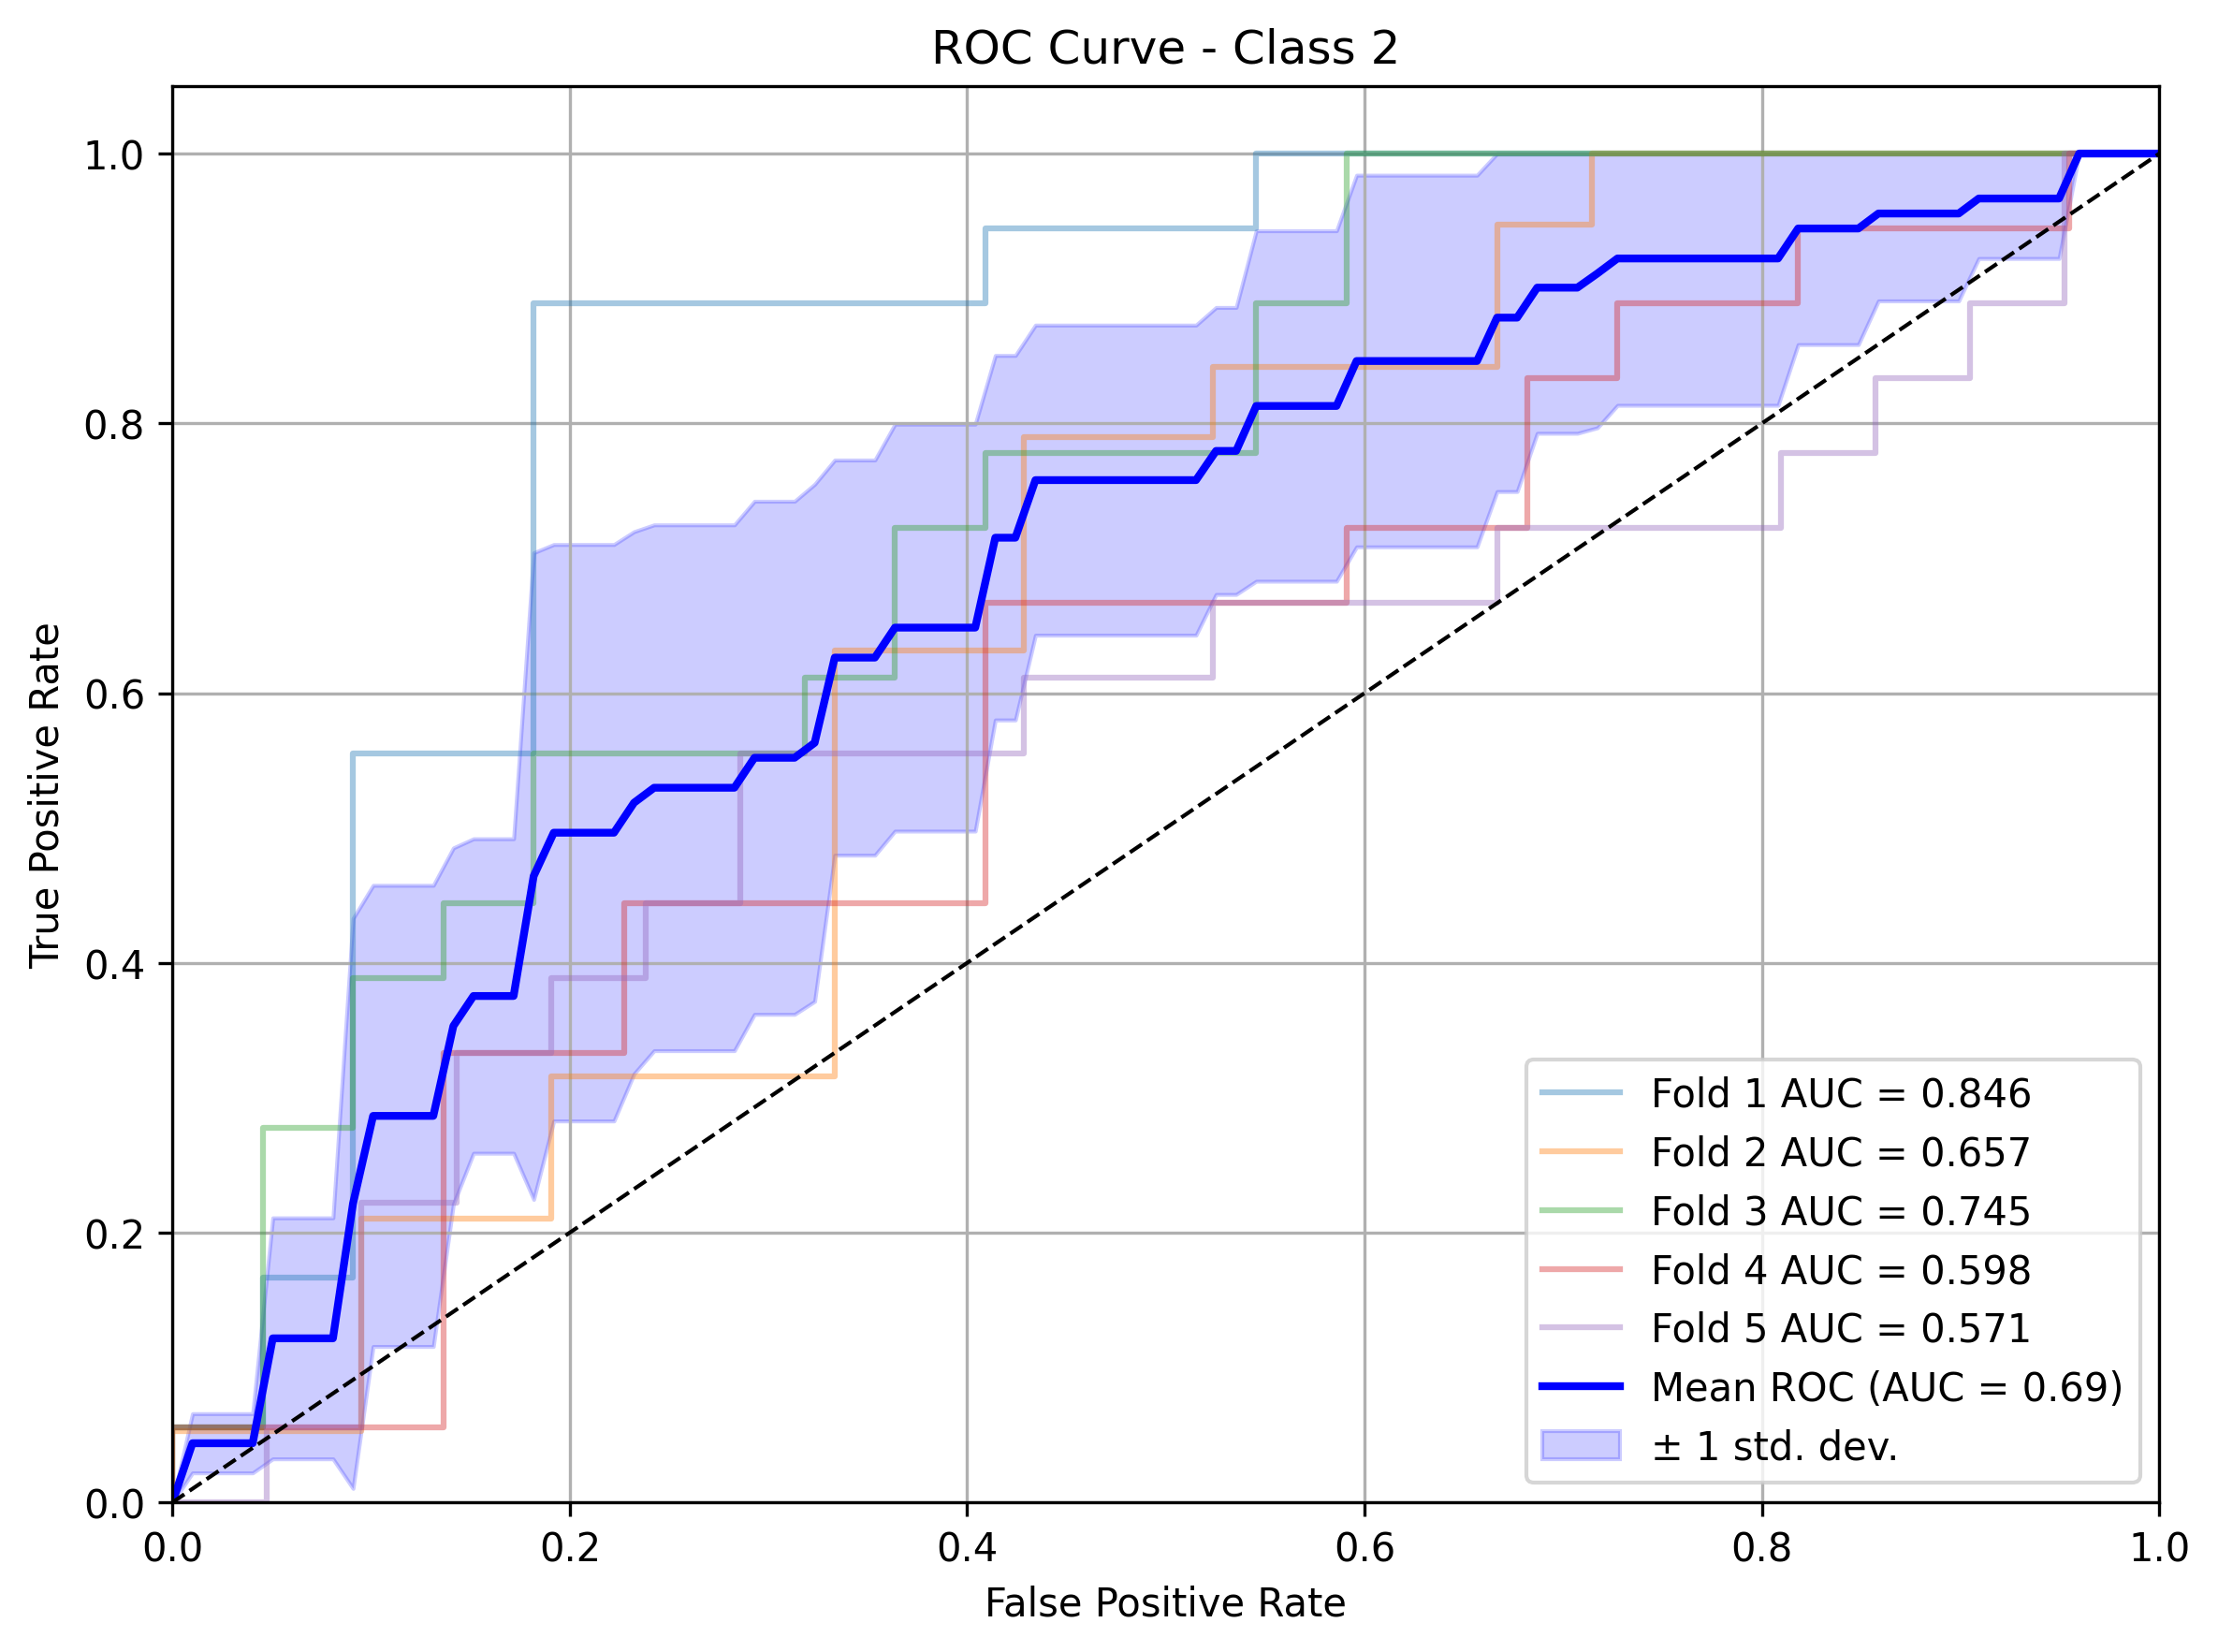 ROC Curve - Class 2
True Positive Rate
1.0
0.8
0.6
0.4
0.2
0.0
0.0 0.2 0.4 0.6 0.8 1.0
False Positive Rate
Fold 1 AUC = 0.846
Fold 2 AUC = 0.657
Fold 3 AUC = 0.745
Fold 4 AUC = 0.598
Fold 5 AUC = 0.571
Mean ROC (AUC = 0.69)
± 1 std. dev.